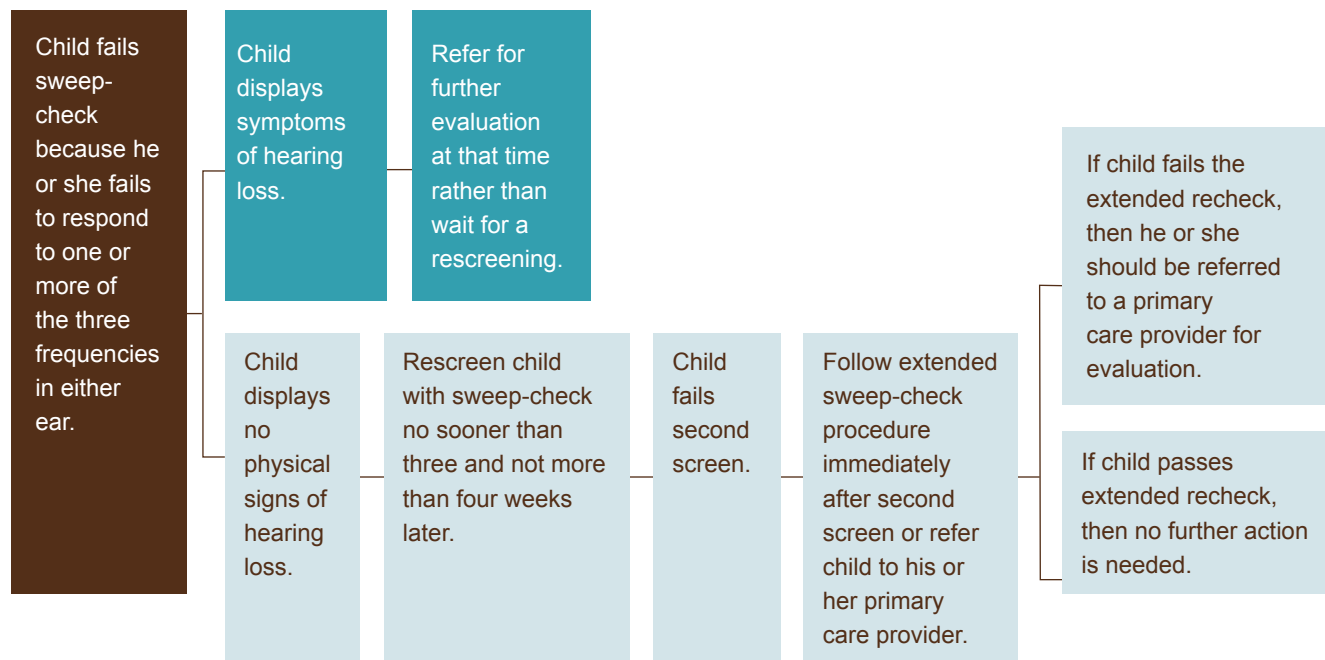 Child fails
sweep-
check
because he
or she fails
to respond
to one or
more of
the three
frequencies
in either
ear.
Child
displays
symptoms
of hearing
loss.
Refer for
further
evaluation
at that time
rather than
wait for a
rescreening.
Child
displays
no
physical
signs of
hearing
loss.
Rescreen child
with sweep-check
no sooner than
three and not more
than four weeks
later.
Child
fails
second
screen.
Follow extended
sweep-check
procedure
immediately
after second
screen or refer
child to his or
her primary
care provider.
If child fails the
extended recheck,
then he or she
should be referred
to a primary
care provider for
evaluation.
If child passes
extended recheck,
then no further action
is needed.